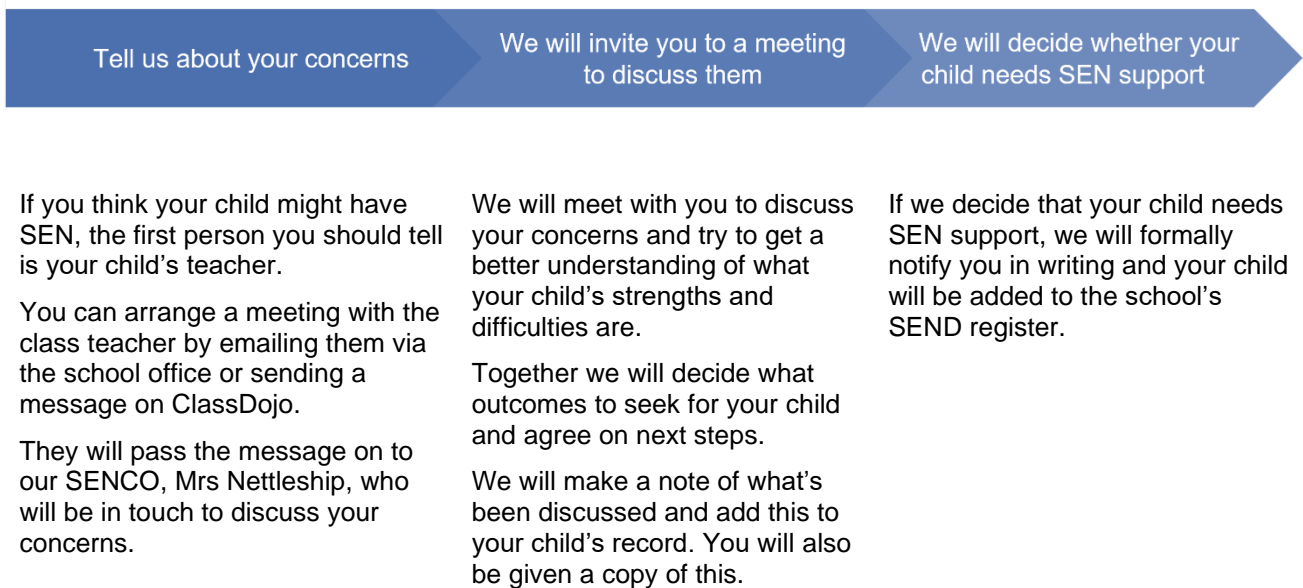 Tell us about your concerns
We will invite you to a meeting
to discuss them
We will decide whether your
child needs SEN support
If you think your child might have
SEN, the first person you should tell
is your child’s teacher.
You can arrange a meeting with the
class teacher by emailing them via
the school office or sending a
message on ClassDojo.
They will pass the message on to
our SENCO, Mrs Nettleship, who
will be in touch to discuss your
concerns.
We will meet with you to discuss
your concerns and try to get a
better understanding of what
your child’s strengths and
difficulties are.
Together we will decide what
outcomes to seek for your child
and agree on next steps.
We will make a note of what’s
been discussed and add this to
your child’s record. You will also
be given a copy of this.
If we decide that your child needs
SEN support, we will formally
notify you in writing and your child
will be added to the school’s
SEND register.